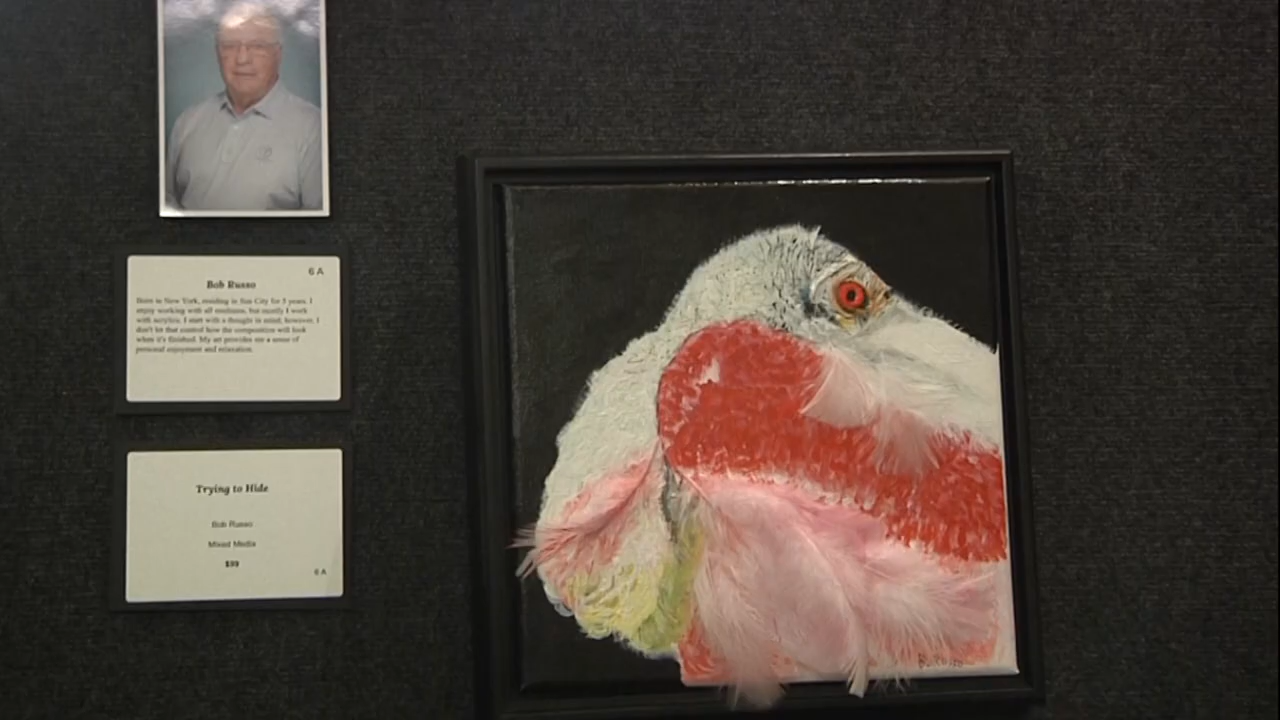 6 A
Bob Russo
Born in New York, residing in Sun City for 5 years. I
enjoy working with all mediums, but mostly I work
with acrylics. I start with a thought in mind; however, I
don't let that control how the composition will look
when it's finished. My art provides me a sense of
personal enjoyment and relaxation.
Trying to Hide
Bob Russo
Mixed Media
$99
6 A